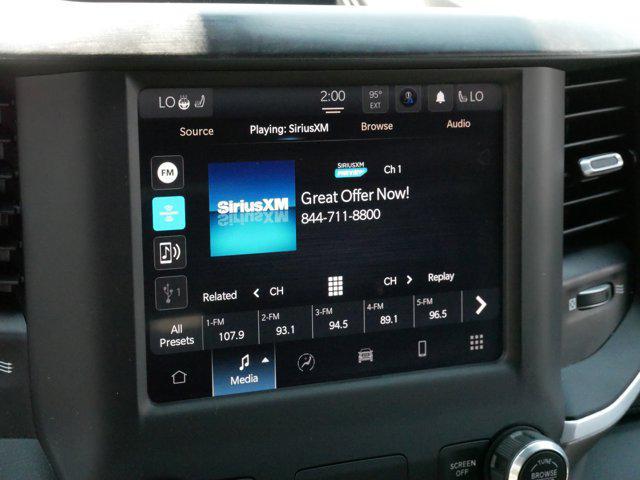 LO 2:00 95° EXT LO
Source Playing: SiriusXM Browse Audio
FM
SIRIUSXM PREVIEW Ch 1
SiriusXM
Great Offer Now!
844-711-8800
1
Related < CH CH > Replay
All Presets
1-FM 2-FM 3-FM 4-FM 5-FM
107.9 93.1 94.5 89.1 96.5
Media
SCREEN OFF
TUNE
BROWSE